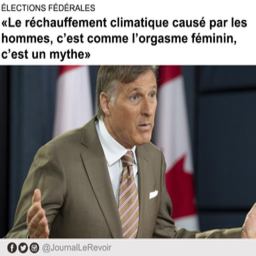 ÉLECTIONS FÉDÉRALES
«Le réchauffement climatique causé par les
hommes, c'est comme l'orgasme féminin,
c'est un mythe»
@JournalLeRevoir